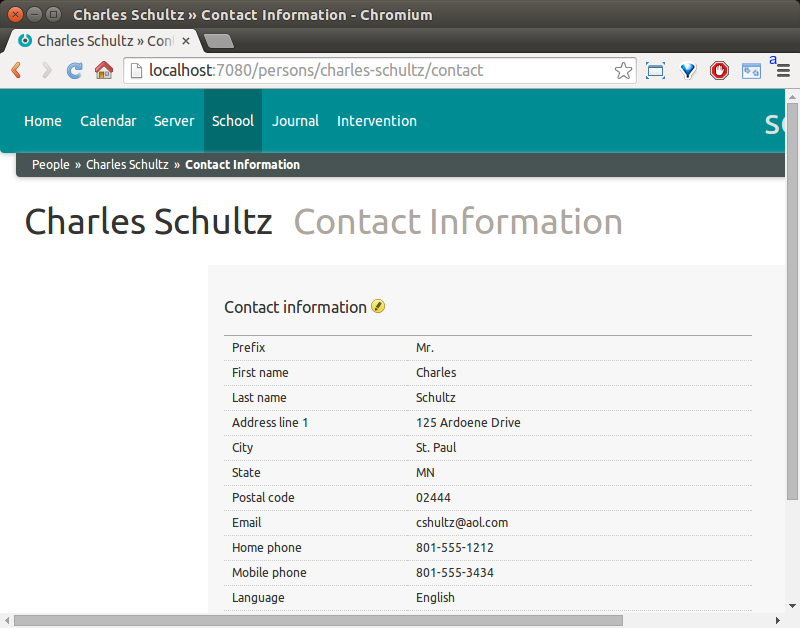 Charles Schultz » Contact Information - Chromium
Charles Schultz » Con
localhost:7080/persons/charles-schultz/contact
a
Home Calendar Server School Journal Intervention
People » Charles Schultz » Contact Information
Charles Schultz Contact Information
Contact information
Prefix Mr.
First name Charles
Last name Schultz
Address line 1 125 Ardoene Drive
City St. Paul
State MN
Postal code 02444
Email cshultz@aol.com
Home phone 801-555-1212
Mobile phone 801-555-3434
Language English